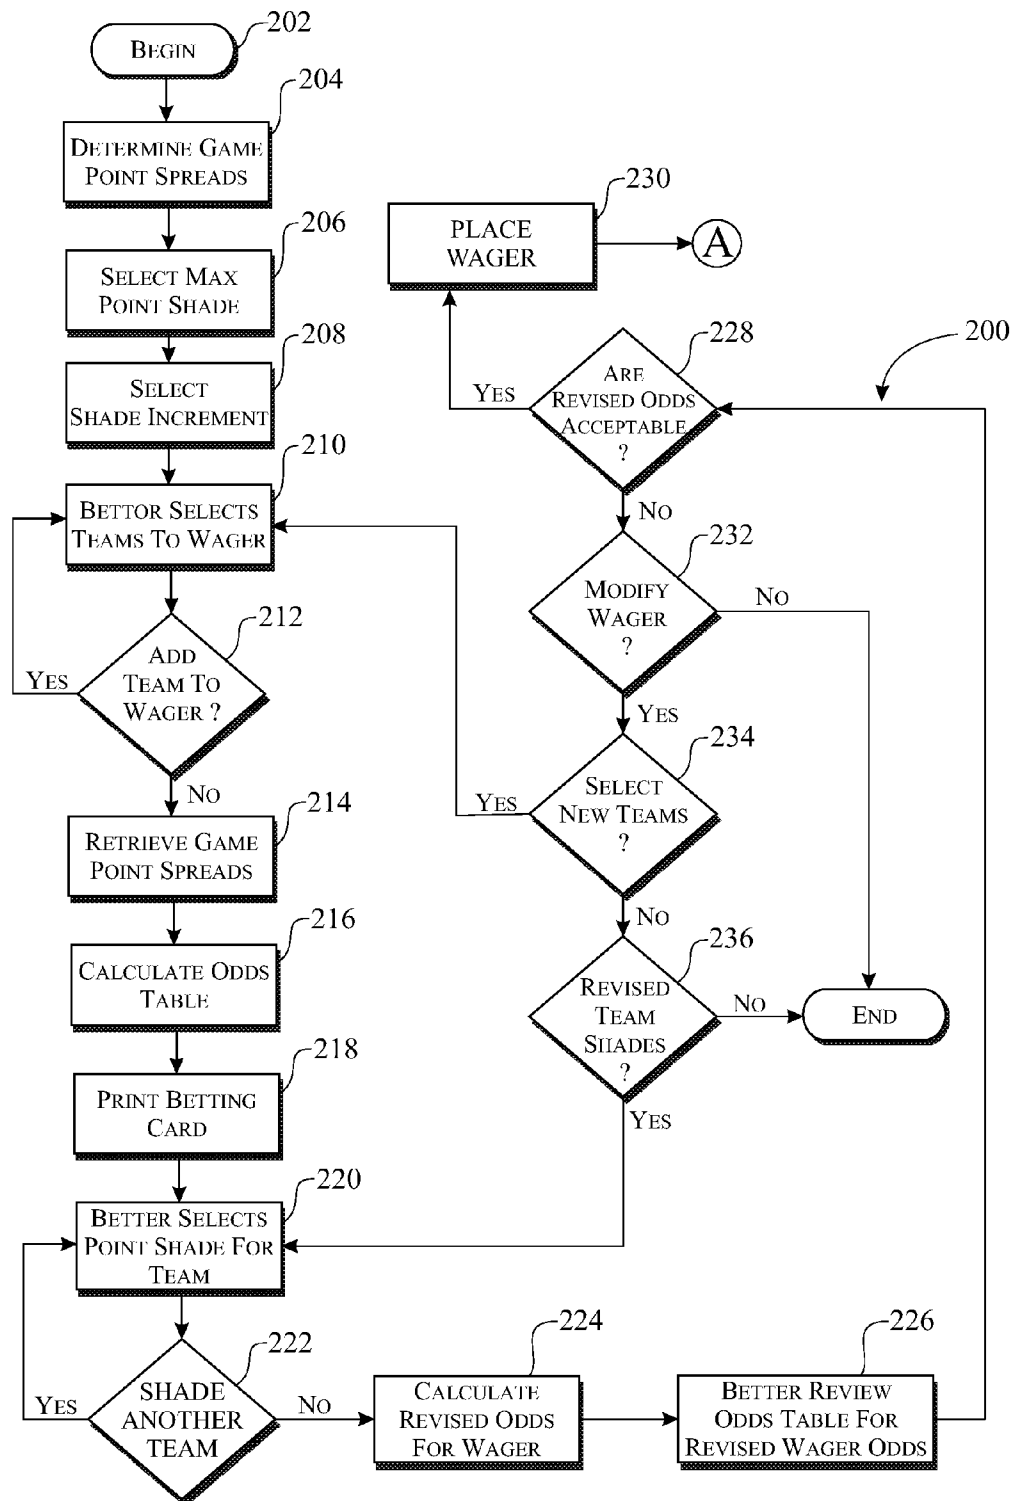 BEGIN
202
204
DETERMINE GAME
POINT SPREADS
206
SELECT MAX
POINT SHADE
208
SELECT
SHADE INCREMENT
210
BETTOR SELECTS
TEAMS TO WAGER
212
ADD
TEAM TO
WAGER ?
YES
NO
214
RETRIEVE GAME
POINT SPREADS
216
CALCULATE ODDS
TABLE
218
PRINT BETTING
CARD
220
BETTER SELECTS
POINT SHADE FOR
TEAM
222
SHADE
ANOTHER
TEAM
YES
NO
224
CALCULATE
REVISED ODDS
FOR WAGER
226
BETTER REVIEW
ODDS TABLE FOR
REVISED WAGER ODDS
200
228
ARE
REVISED ODDS
ACCEPTABLE
?
YES
NO
230
PLACE
WAGER
A
232
MODIFY
WAGER
?
NO
YES
234
SELECT
NEW TEAMS
?
YES
NO
236
REVISED
TEAM
SHADES
?
NO
YES
END